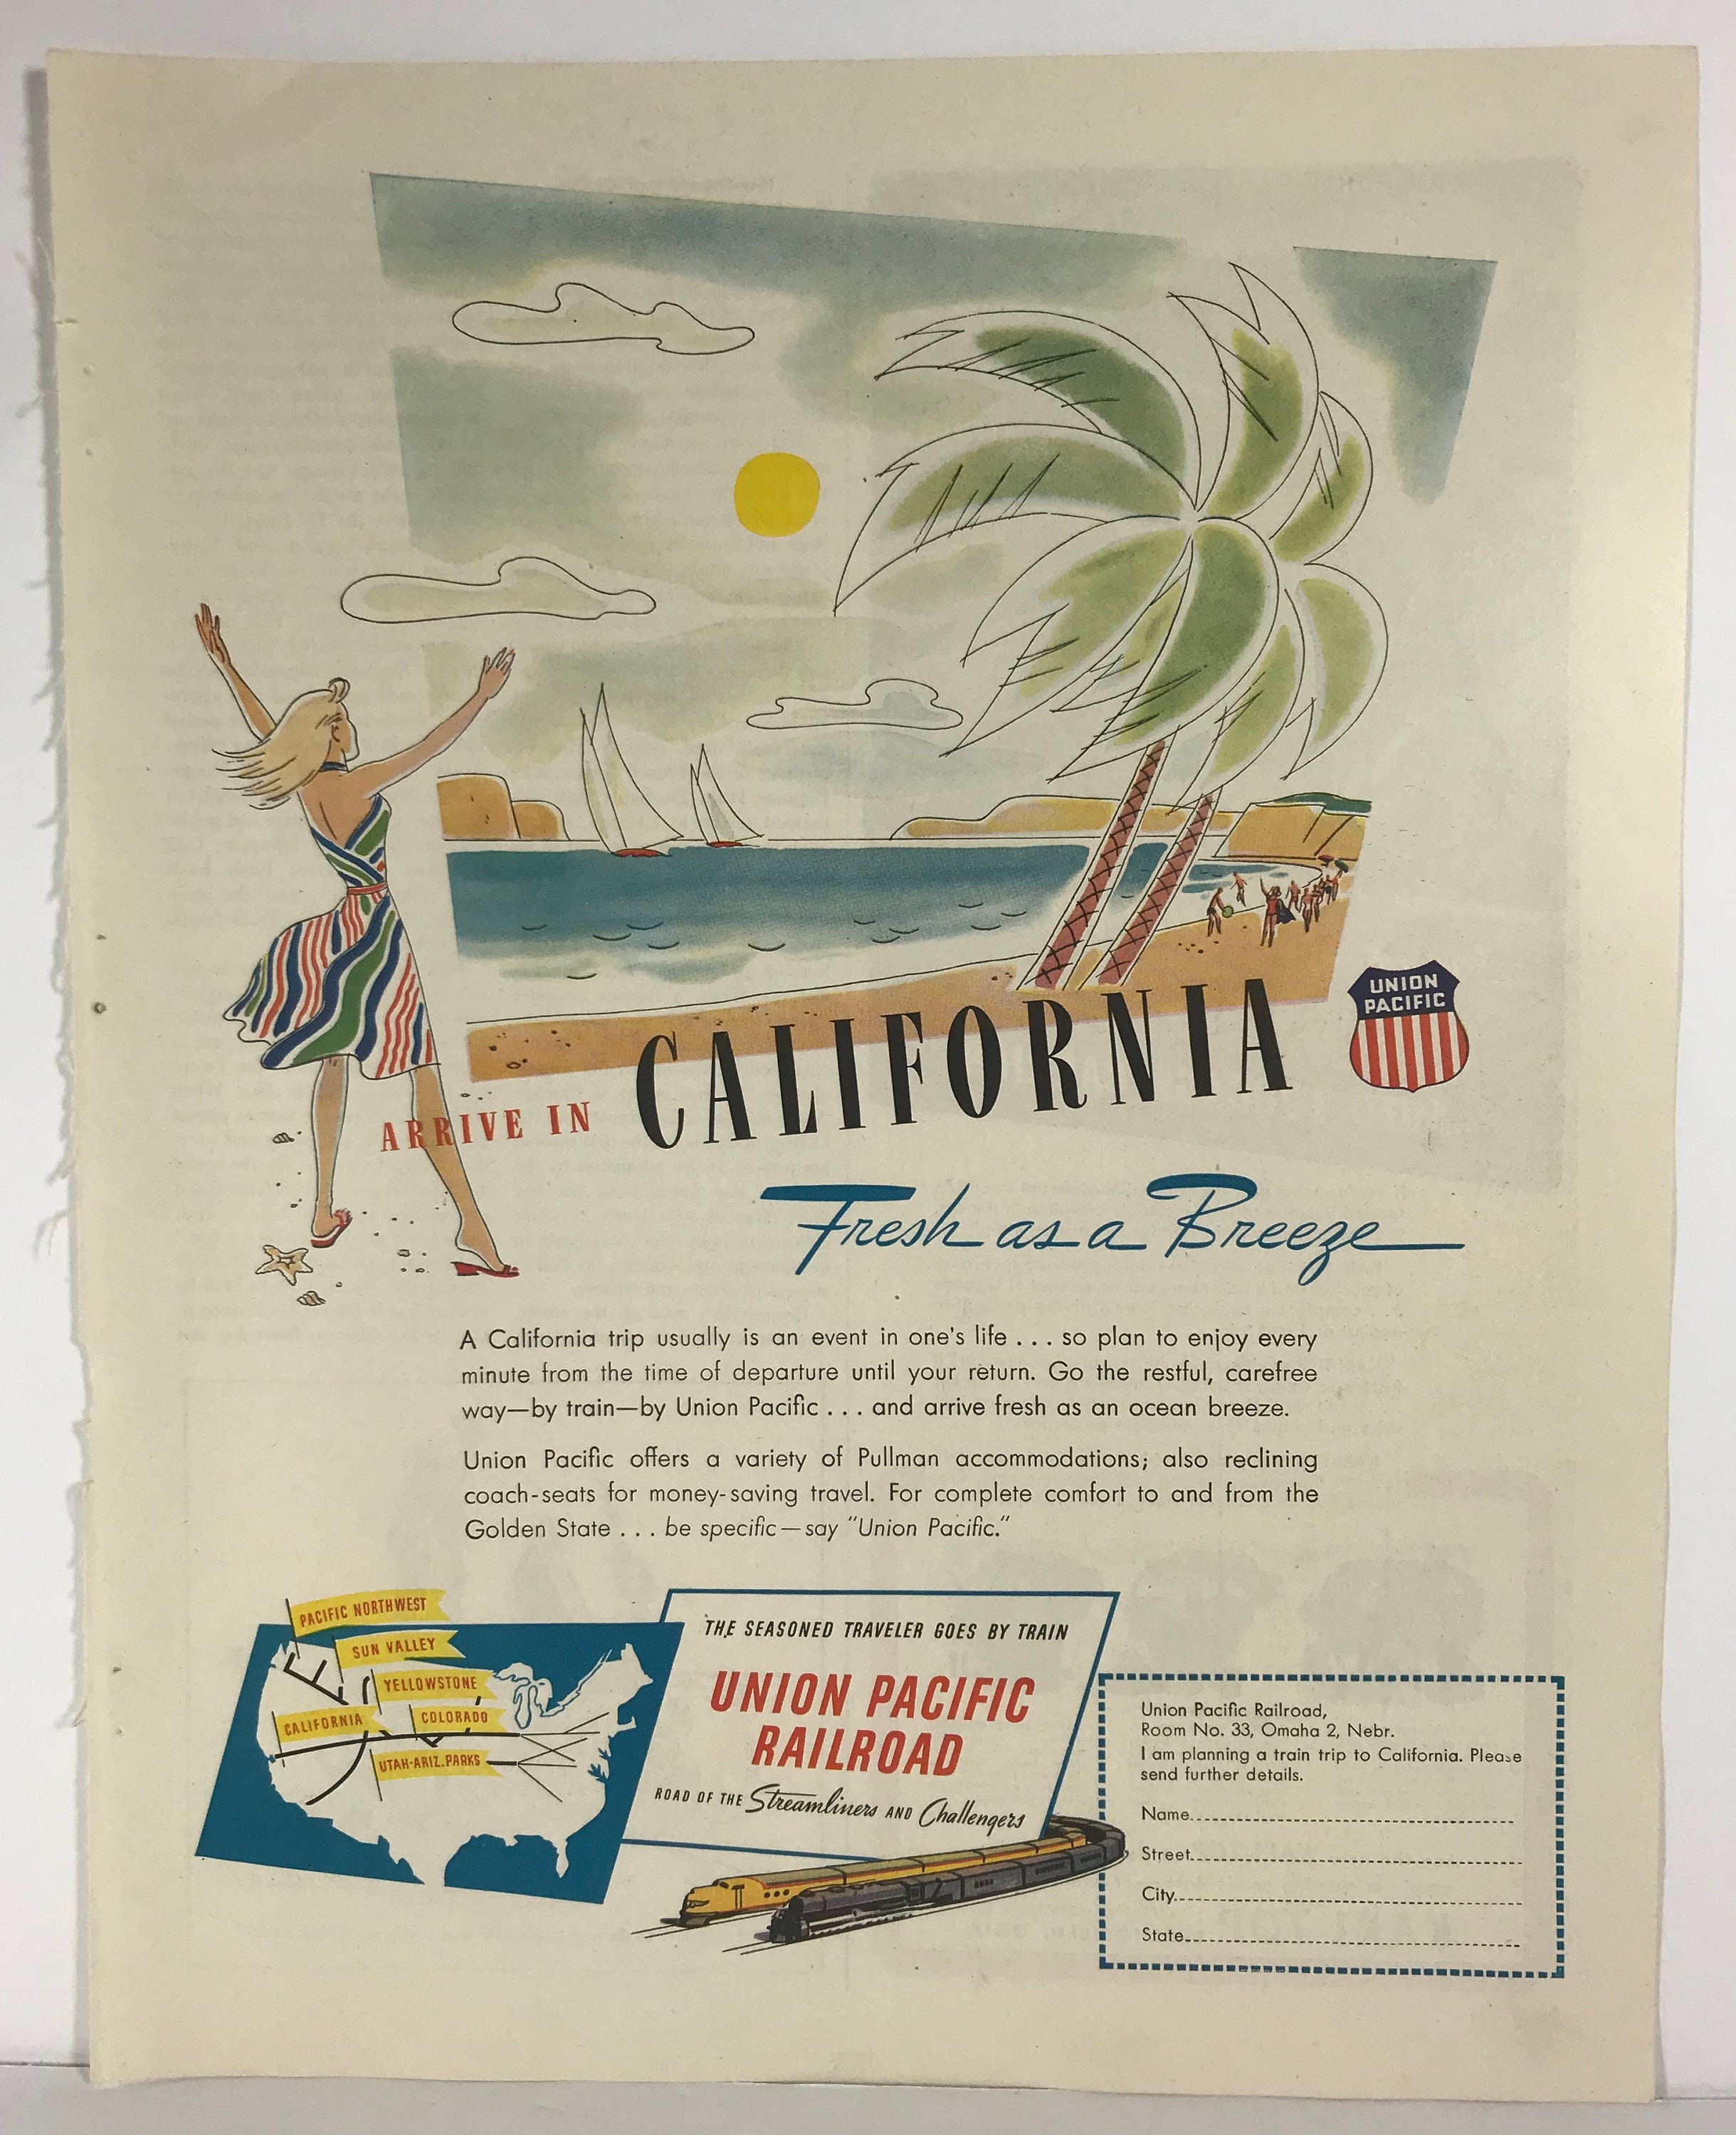 UNION
PACIFIC
ARRIVE IN CALIFORNIA
Fresh as a Breeze
A California trip usually is an event in one's life . . . so plan to enjoy every
minute from the time of departure until your return. Go the restful, carefree
way—by train—by Union Pacific . . . and arrive fresh as an ocean breeze.
Union Pacific offers a variety of Pullman accommodations; also reclining
coach-seats for money-saving travel. For complete comfort to and from the
Golden State . . . be specific—say "Union Pacific."
PACIFIC NORTHWEST
SUN VALLEY
YELLOWSTONE
CALIFORNIA
COLORADO
UTAH-ARIZ. PARKS
THE SEASONED TRAVELER GOES BY TRAIN
UNION PACIFIC
RAILROAD
ROAD OF THE Streamliners AND Challengers
Union Pacific Railroad,
Room No. 33, Omaha 2, Nebr.
I am planning a train trip to California. Please
send further details.
Name
Street
City
State